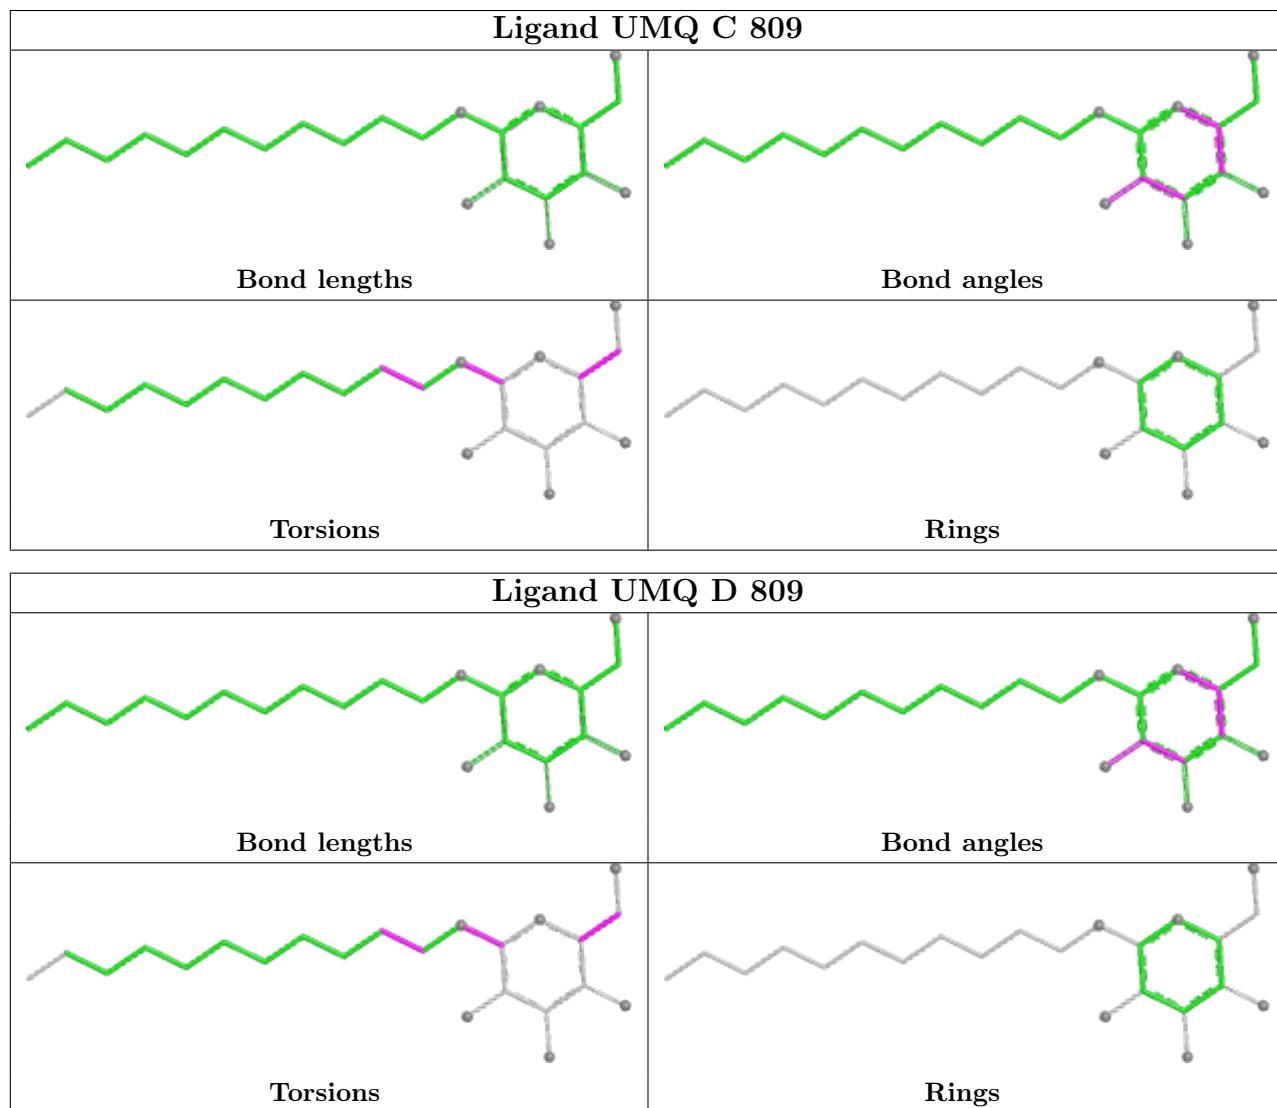 Ligand UMQ C 809
Bond lengths
Bond angles
Torsions
Rings
Ligand UMQ D 809
Bond lengths
Bond angles
Torsions
Rings